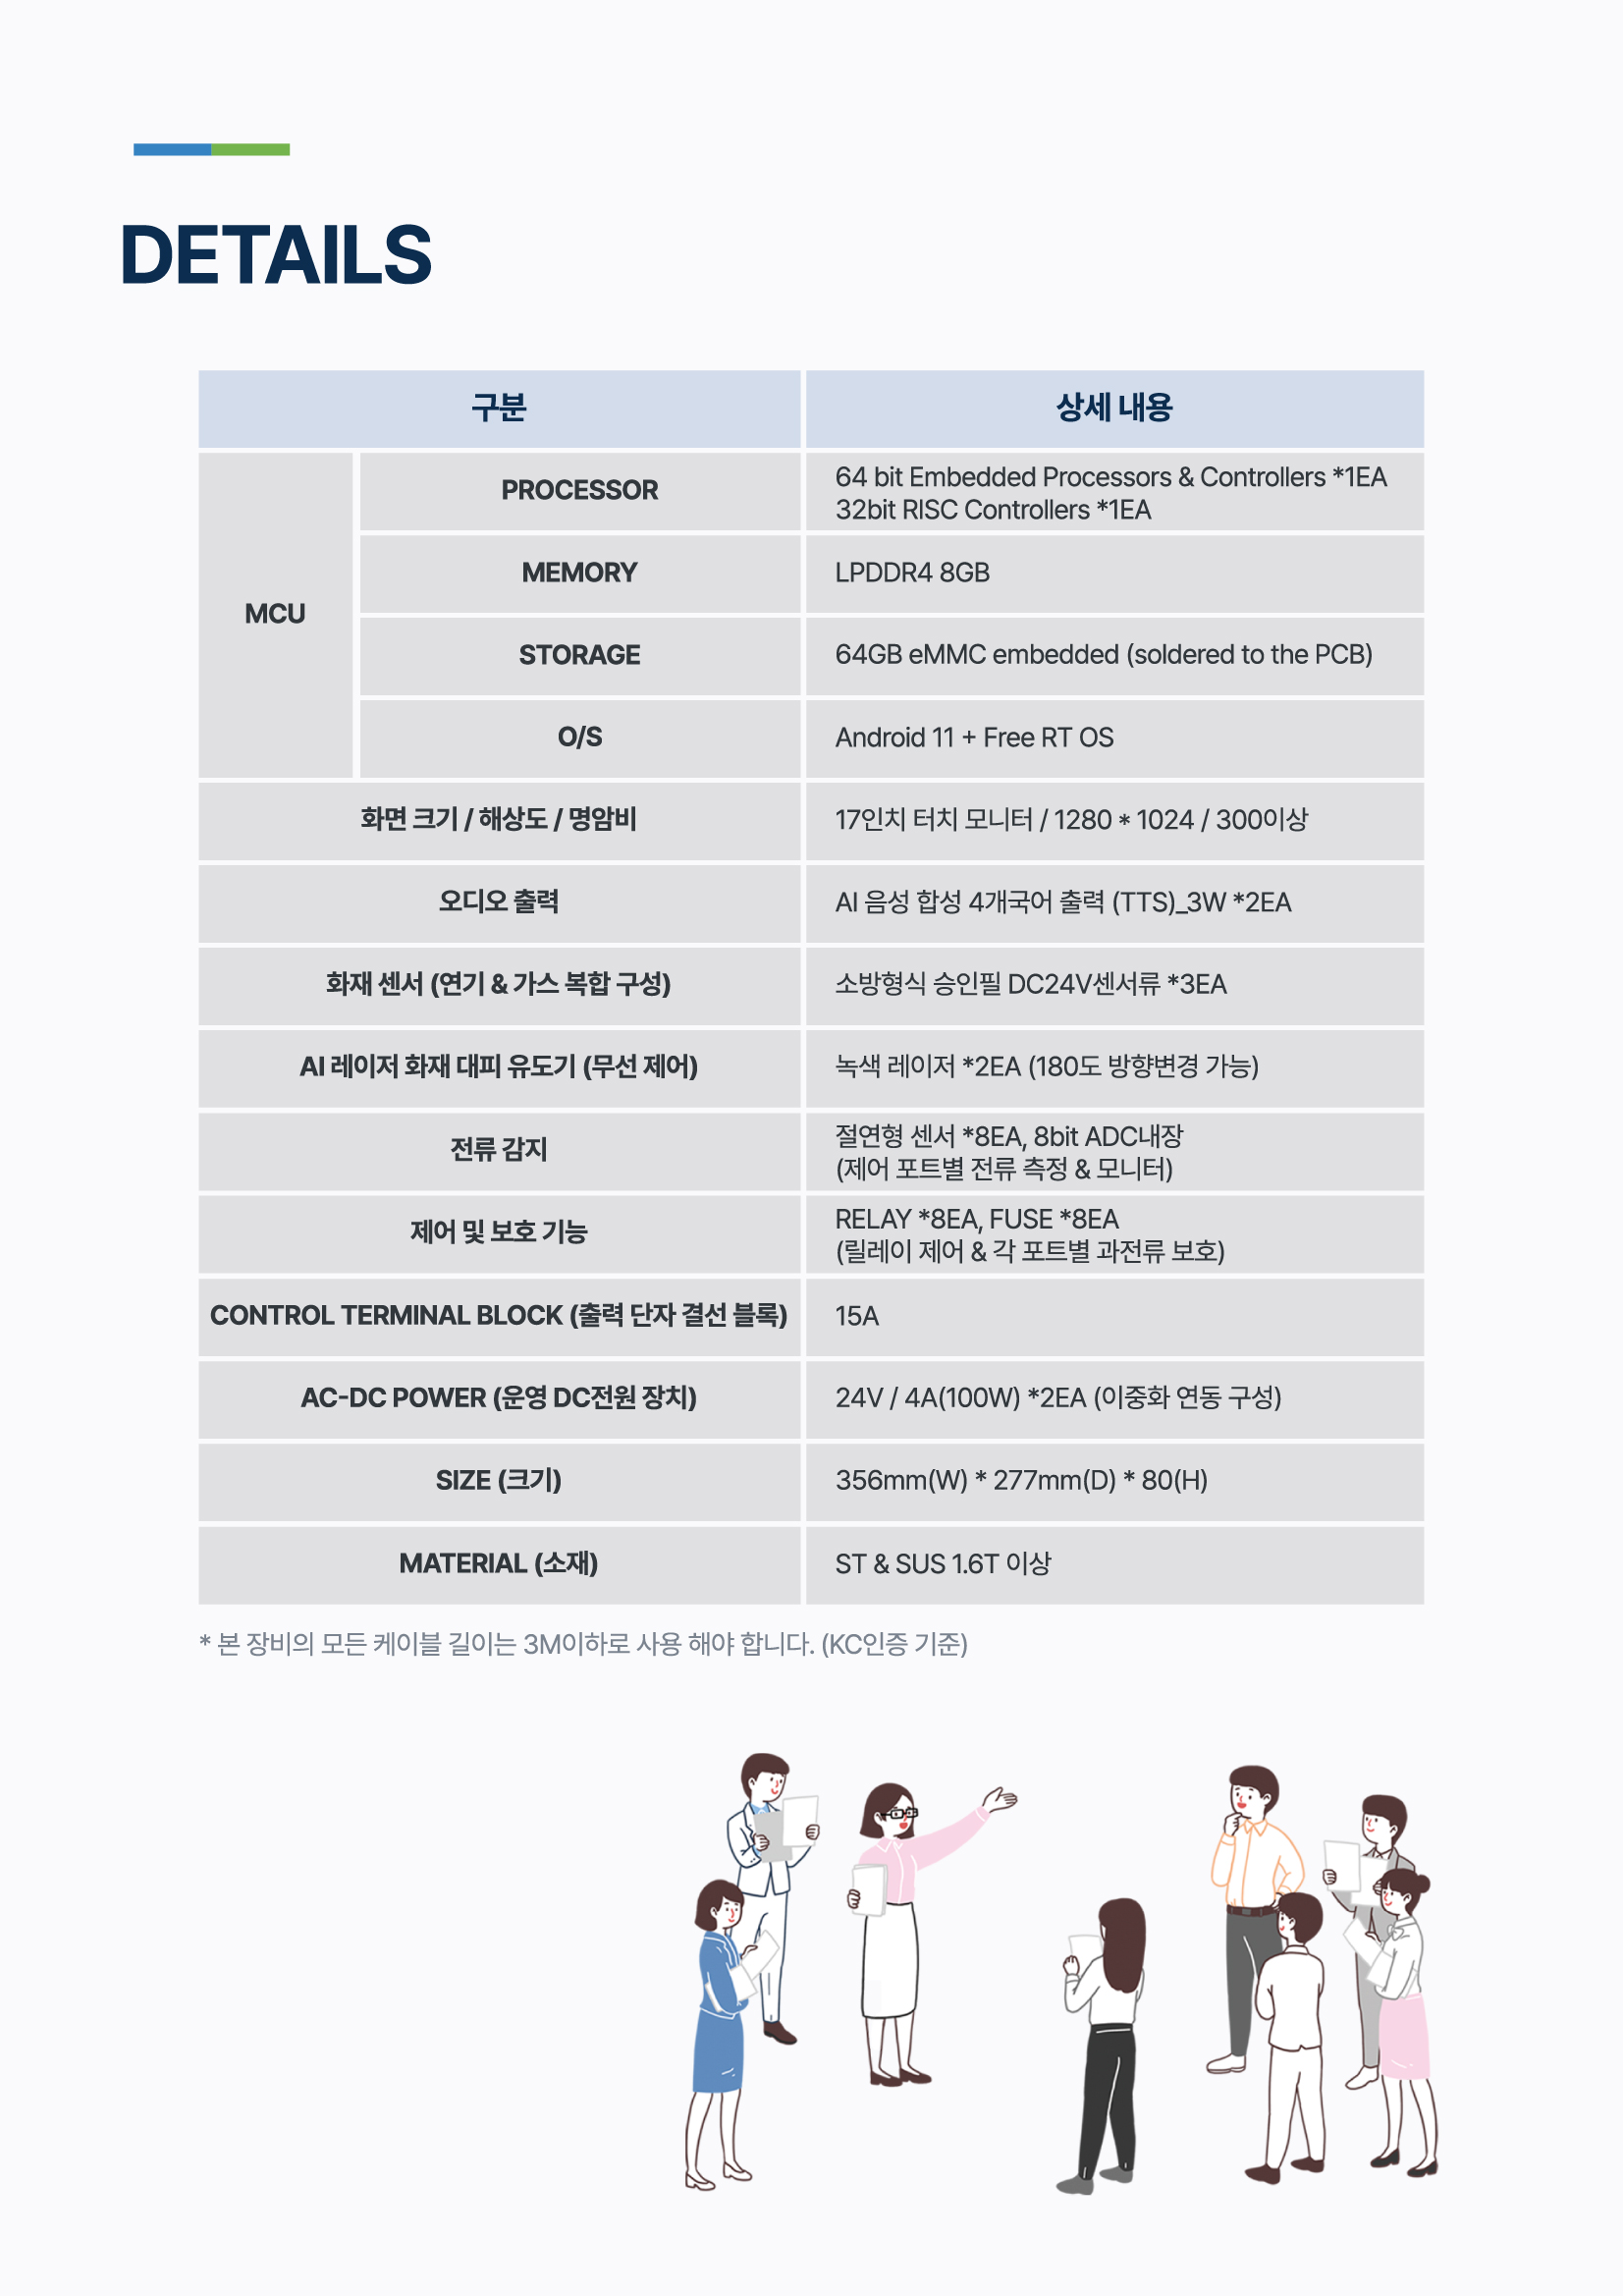 DETAILS
구분
상세 내용
MCU
PROCESSOR
64 bit Embedded Processors & Controllers *1EA
32bit RISC Controllers *1EA
MEMORY
LPDDR4 8GB
STORAGE
64GB eMMC embedded (soldered to the PCB)
O/S
Android 11 + Free RT OS
화면 크기 / 해상도 / 명암비
17인치 터치 모니터 / 1280 * 1024 / 300이상
오디오 출력
AI 음성 합성 4개국어 출력 (TTS)_3W *2EA
화재 센서 (연기 & 가스 복합 구성)
소방형식 승인필 DC24V센서류 *3EA
AI 레이저 화재 대피 유도기 (무선 제어)
녹색 레이저 *2EA (180도 방향변경 가능)
전류 감지
절연형 센서 *8EA, 8bit ADC내장
(제어 포트별 전류 측정 & 모니터)
제어 및 보호 기능
RELAY *8EA, FUSE *8EA
(릴레이 제어 & 각 포트별 과전류 보호)
CONTROL TERMINAL BLOCK (출력 단자 결선 블록)
15A
AC-DC POWER (운영 DC전원 장치)
24V / 4A(100W) *2EA (이중화 연동 구성)
SIZE (크기)
356mm(W) * 277mm(D) * 80(H)
MATERIAL (소재)
ST & SUS 1.6T 이상
* 본 장비의 모든 케이블 길이는 3M이하로 사용 해야 합니다. (KC인증 기준)